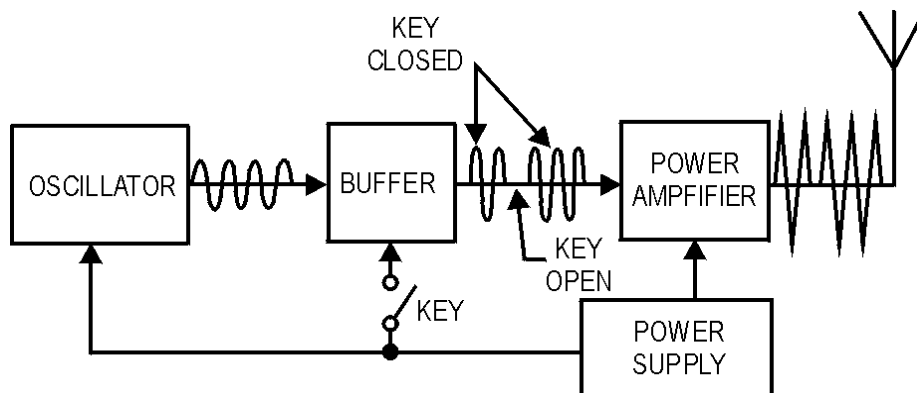 KEY
CLOSED
OSCILLATOR
BUFFER
POWER
AMPFIFIER
KEY
OPEN
KEY
POWER
SUPPLY